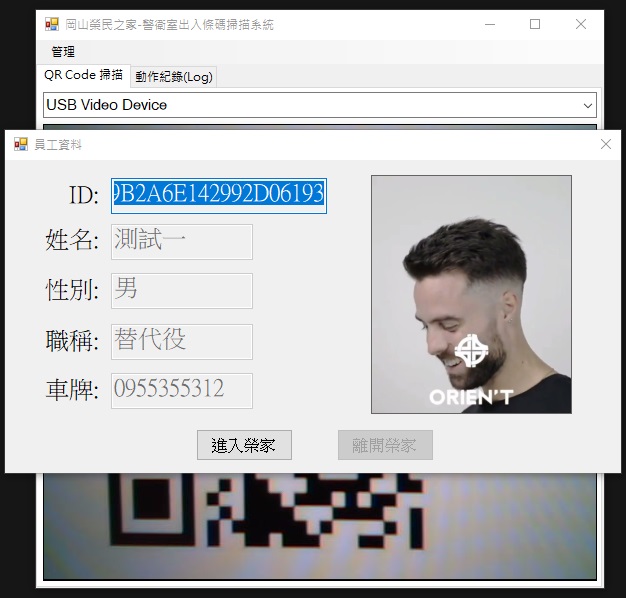 岡山榮民之家-警衛室出入條碼掃描系統
管理
QR Code 掃描
動作紀錄(Log)
USB Video Device
員工資料
ID: 9B2A6E142992D06193
姓名: 測試一
性別: 男
職稱: 替代役
車牌: 0955355312
ORIEN'T
進入榮家
離開榮家